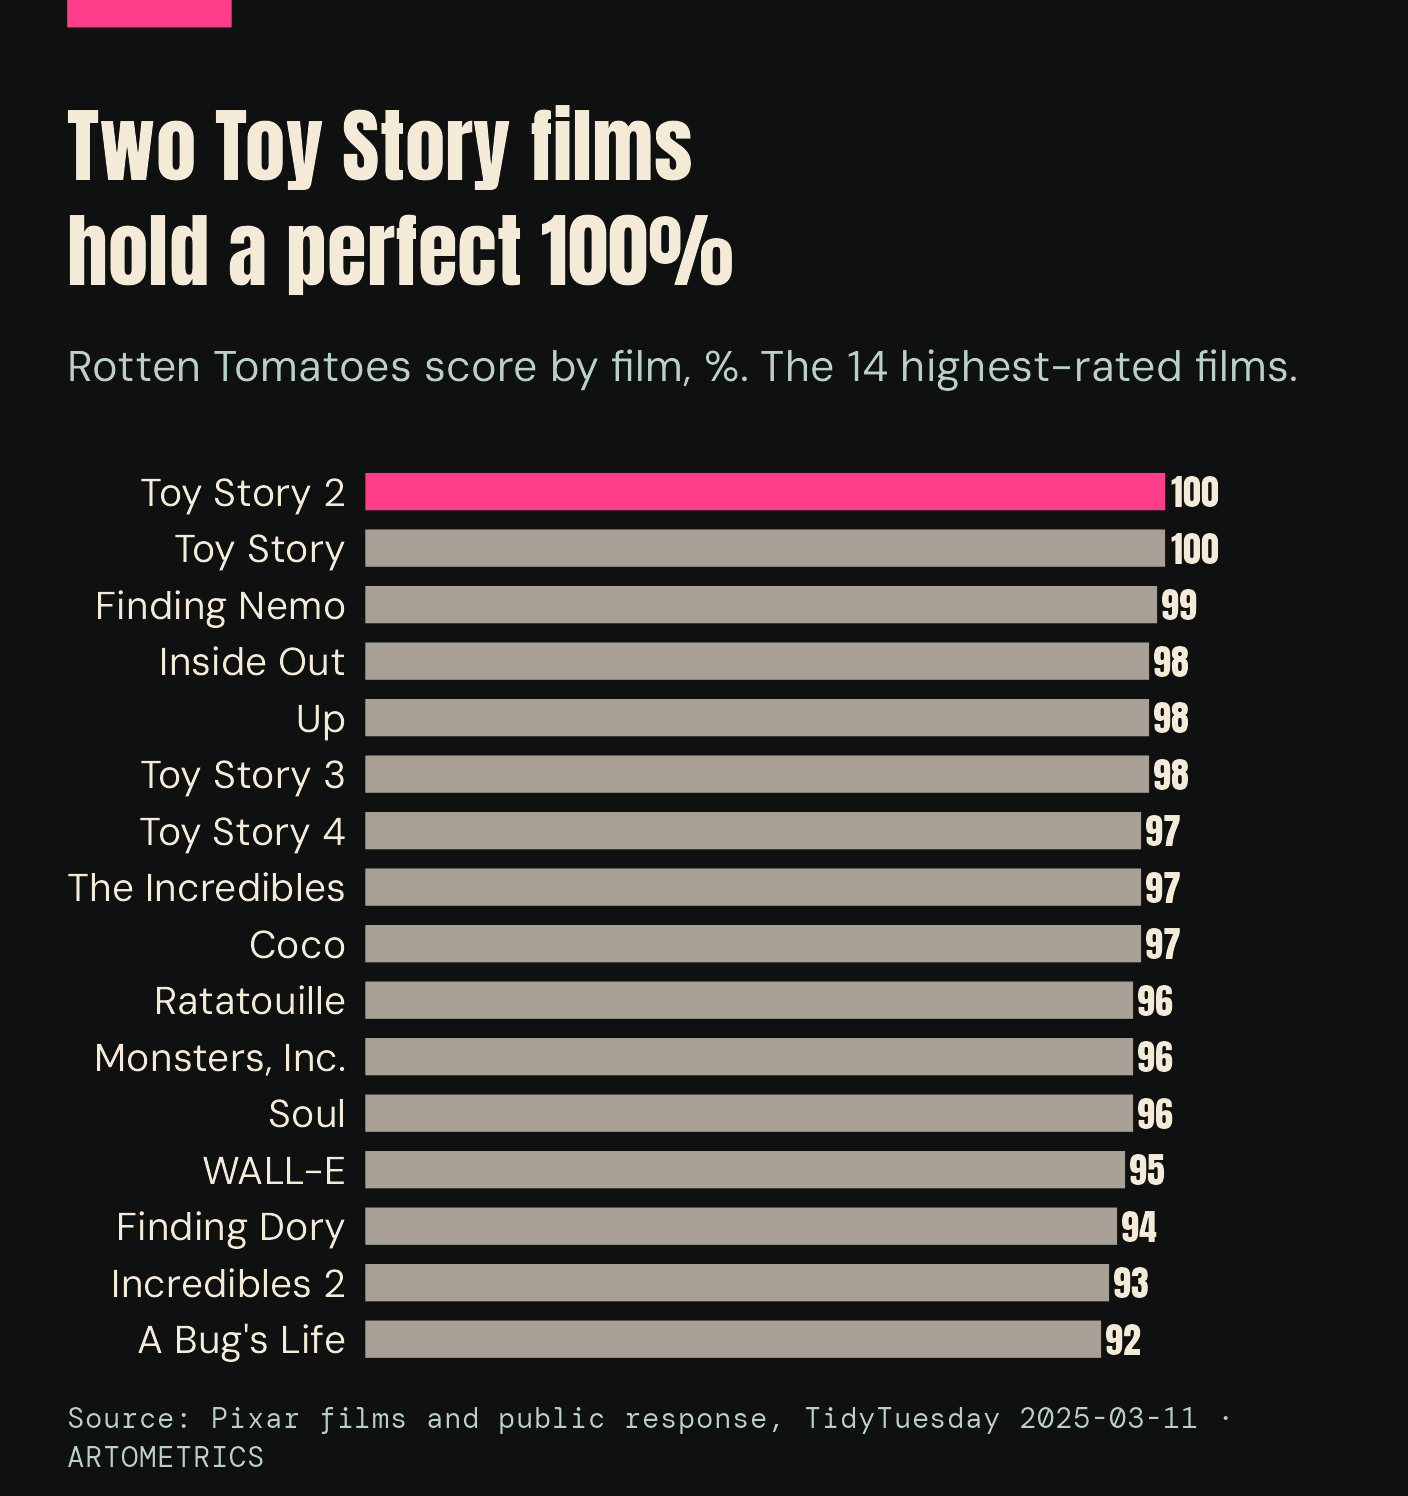 Two Toy Story films
hold a perfect 100%
Rotten Tomatoes score by film, %. The 14 highest-rated films.
Toy Story 2 100
Toy Story 100
Finding Nemo 99
Inside Out 98
Up 98
Toy Story 3 98
Toy Story 4 97
The Incredibles 97
Coco 97
Ratatouille 96
Monsters, Inc. 96
Soul 96
WALL-E 95
Finding Dory 94
Incredibles 2 93
A Bug's Life 92
Source: Pixar films and public response, TidyTuesday 2025-03-11 ·
ARTOMETRICS